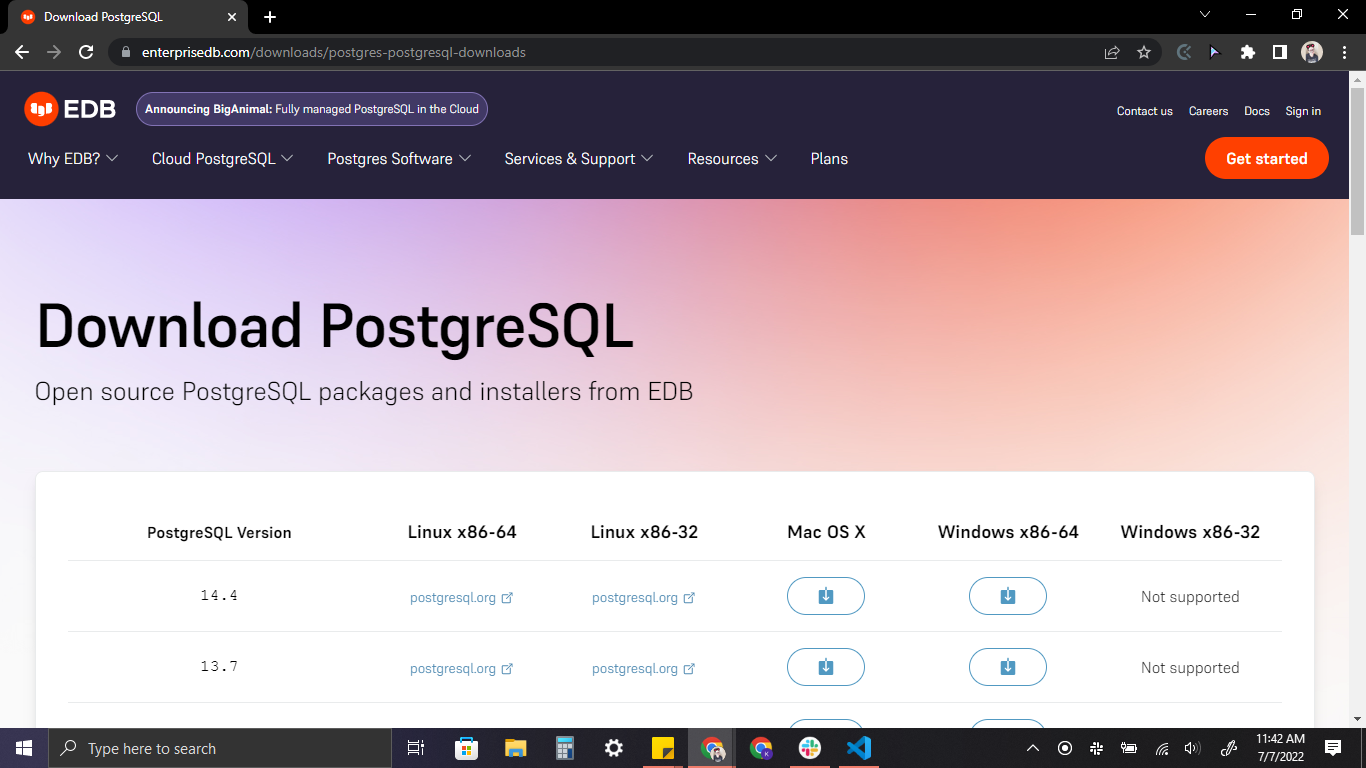 Download PostgreSQL
enterprisedb.com/downloads/postgres-postgresql-downloads
EDB
Announcing BigAnimal: Fully managed PostgreSQL in the Cloud
Contact us Careers Docs Sign in
Why EDB? Cloud PostgreSQL Postgres Software Services & Support Resources Plans
Get started
Download PostgreSQL
Open source PostgreSQL packages and installers from EDB
PostgreSQL Version Linux x86-64 Linux x86-32 Mac OS X Windows x86-64 Windows x86-32
14.4 postgresql.org postgresql.org Not supported
13.7 postgresql.org postgresql.org Not supported
Type here to search
11:42 AM
7/7/2022